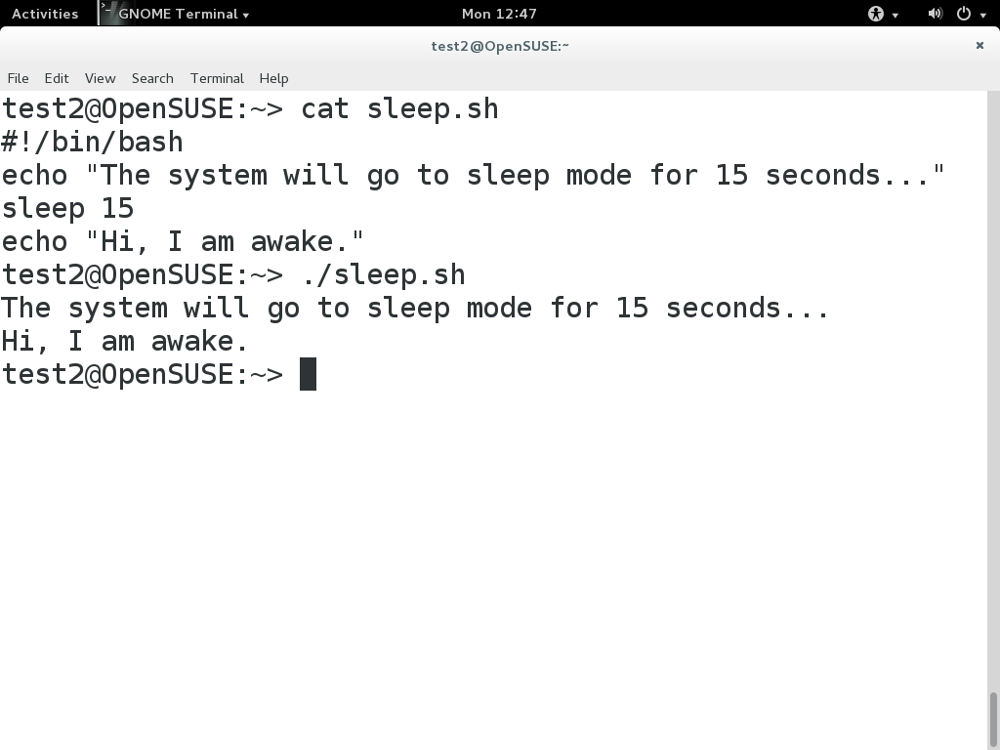 Activities GNOME Terminal Mon 12:47
test2@OpenSUSE:~
File Edit View Search Terminal Help
test2@OpenSUSE:~> cat sleep.sh
#!/bin/bash
echo "The system will go to sleep mode for 15 seconds..."
sleep 15
echo "Hi, I am awake."
test2@OpenSUSE:~> ./sleep.sh
The system will go to sleep mode for 15 seconds...
Hi, I am awake.
test2@OpenSUSE:~>